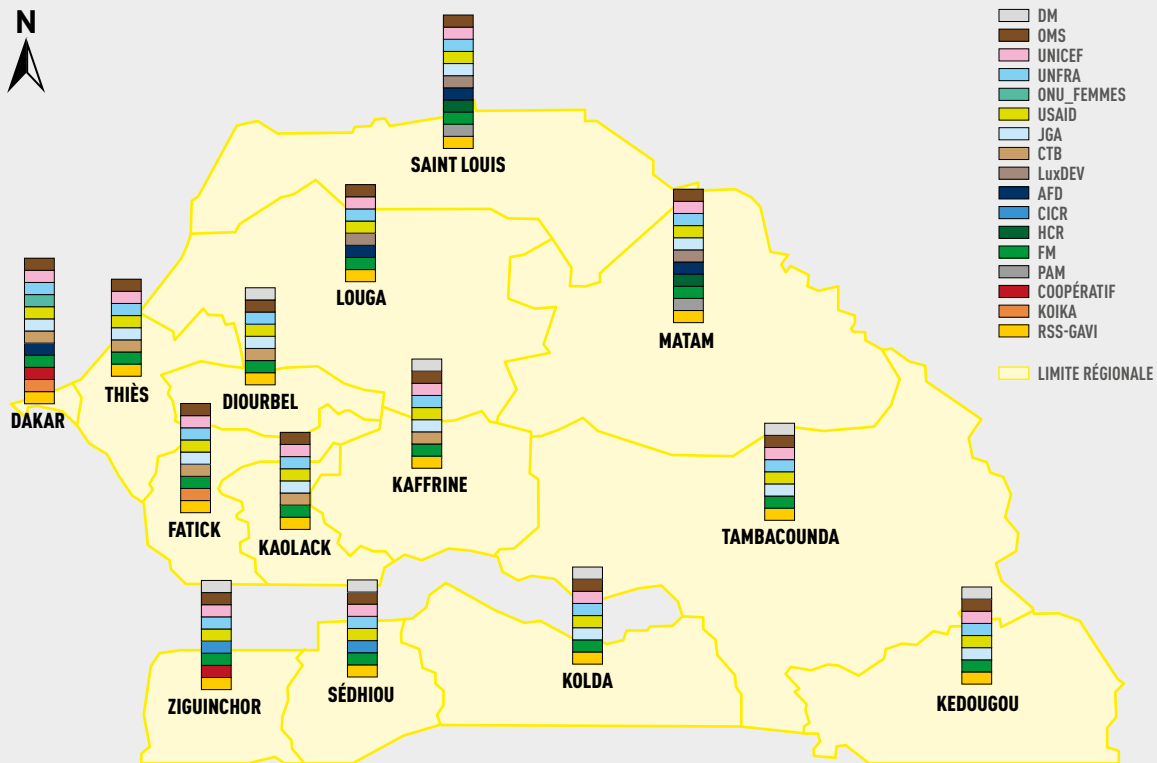 N
DM
OMS
UNICEF
UNFRA
ONU_FEMMES
USAID
JGA
CTB
LuxDEV
AFD
CICR
HCR
FM
PAM
COOPÉRATIF
KOIKA
RSS-GAVI
LIMITE RÉGIONALE
SAINT LOUIS
LOUGA
MATAM
THIÈS
DIOURBEL
DAKAR
KAFFRINE
FATICK
KAOLACK
TAMBACOUNDA
ZIGUINCHOR
SÉDHIOU
KOLDA
KEDOUGOU